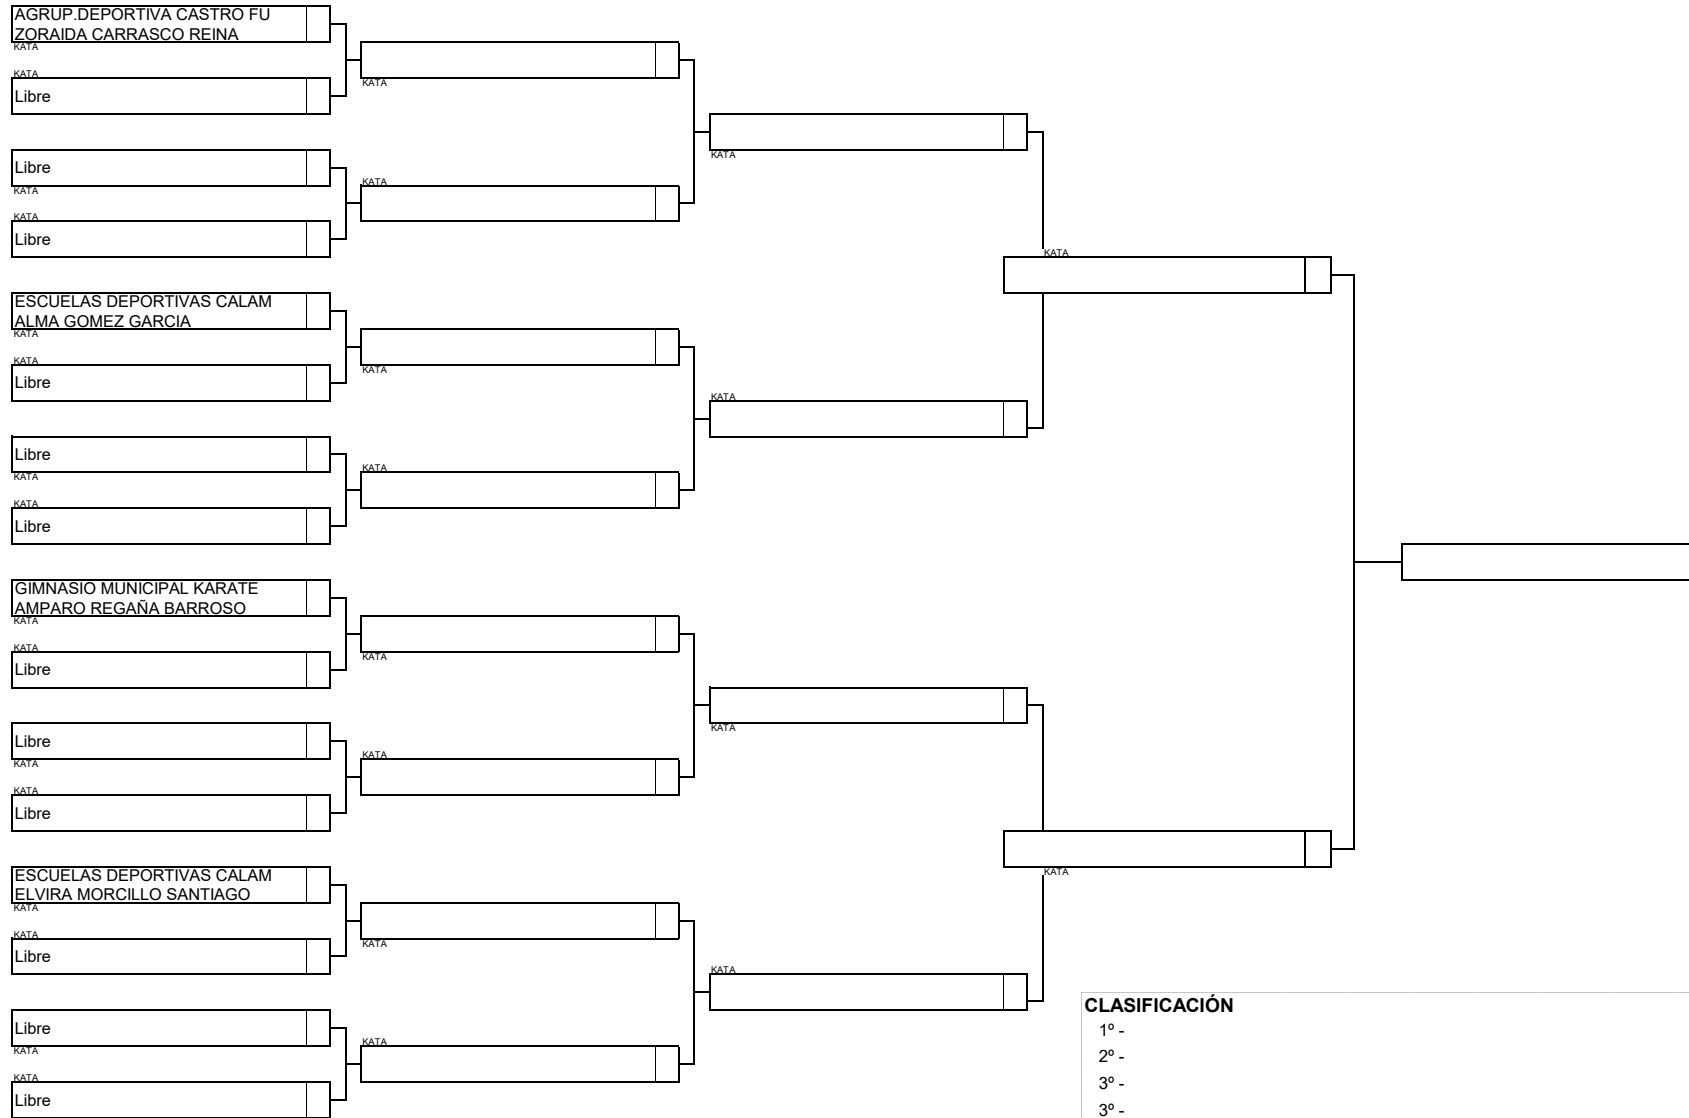 AGRUP.DEPORTIVA CASTRO FU
ZORAIDA CARRASCO REINA
KATA
KATA
Libre
KATA
Libre
KATA
KATA
Libre
KATA
KATA
KATA
ESCUELAS DEPORTIVAS CALAM
ALMA GOMEZ GARCIA
KATA
KATA
Libre
KATA
Libre
KATA
KATA
Libre
KATA
KATA
GIMNASIO MUNICIPAL KARATE
AMPARO REGAÑA BARROSO
KATA
KATA
Libre
KATA
Libre
KATA
KATA
Libre
KATA
KATA
KATA
ESCUELAS DEPORTIVAS CALAM
ELVIRA MORCILLO SANTIAGO
KATA
KATA
Libre
KATA
Libre
KATA
KATA
Libre
KATA
KATA
CLASIFICACIÓN
1º -
2º -
3º -
3º -